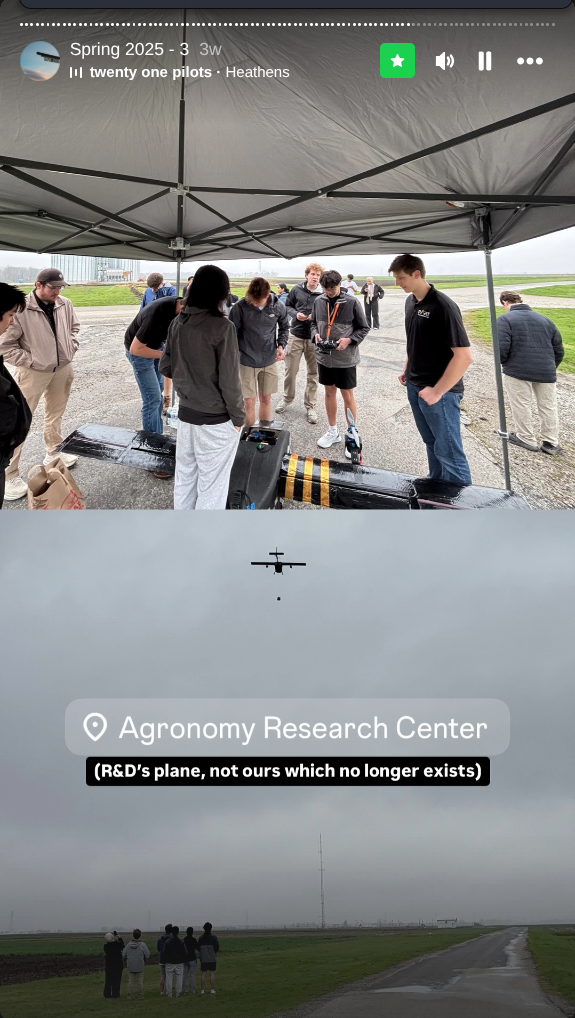 Spring 2025 - 3 3w
twenty one pilots · Heathens
Agronomy Research Center
(R&D's plane, not ours which no longer exists)